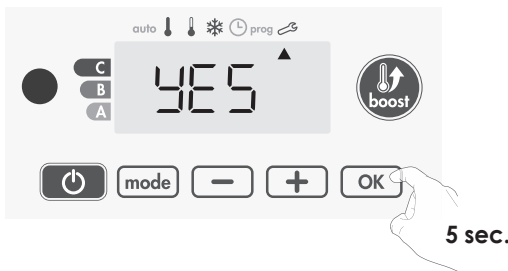 auto prog
C
B
A
YES
boost
mode - + OK
5 sec.